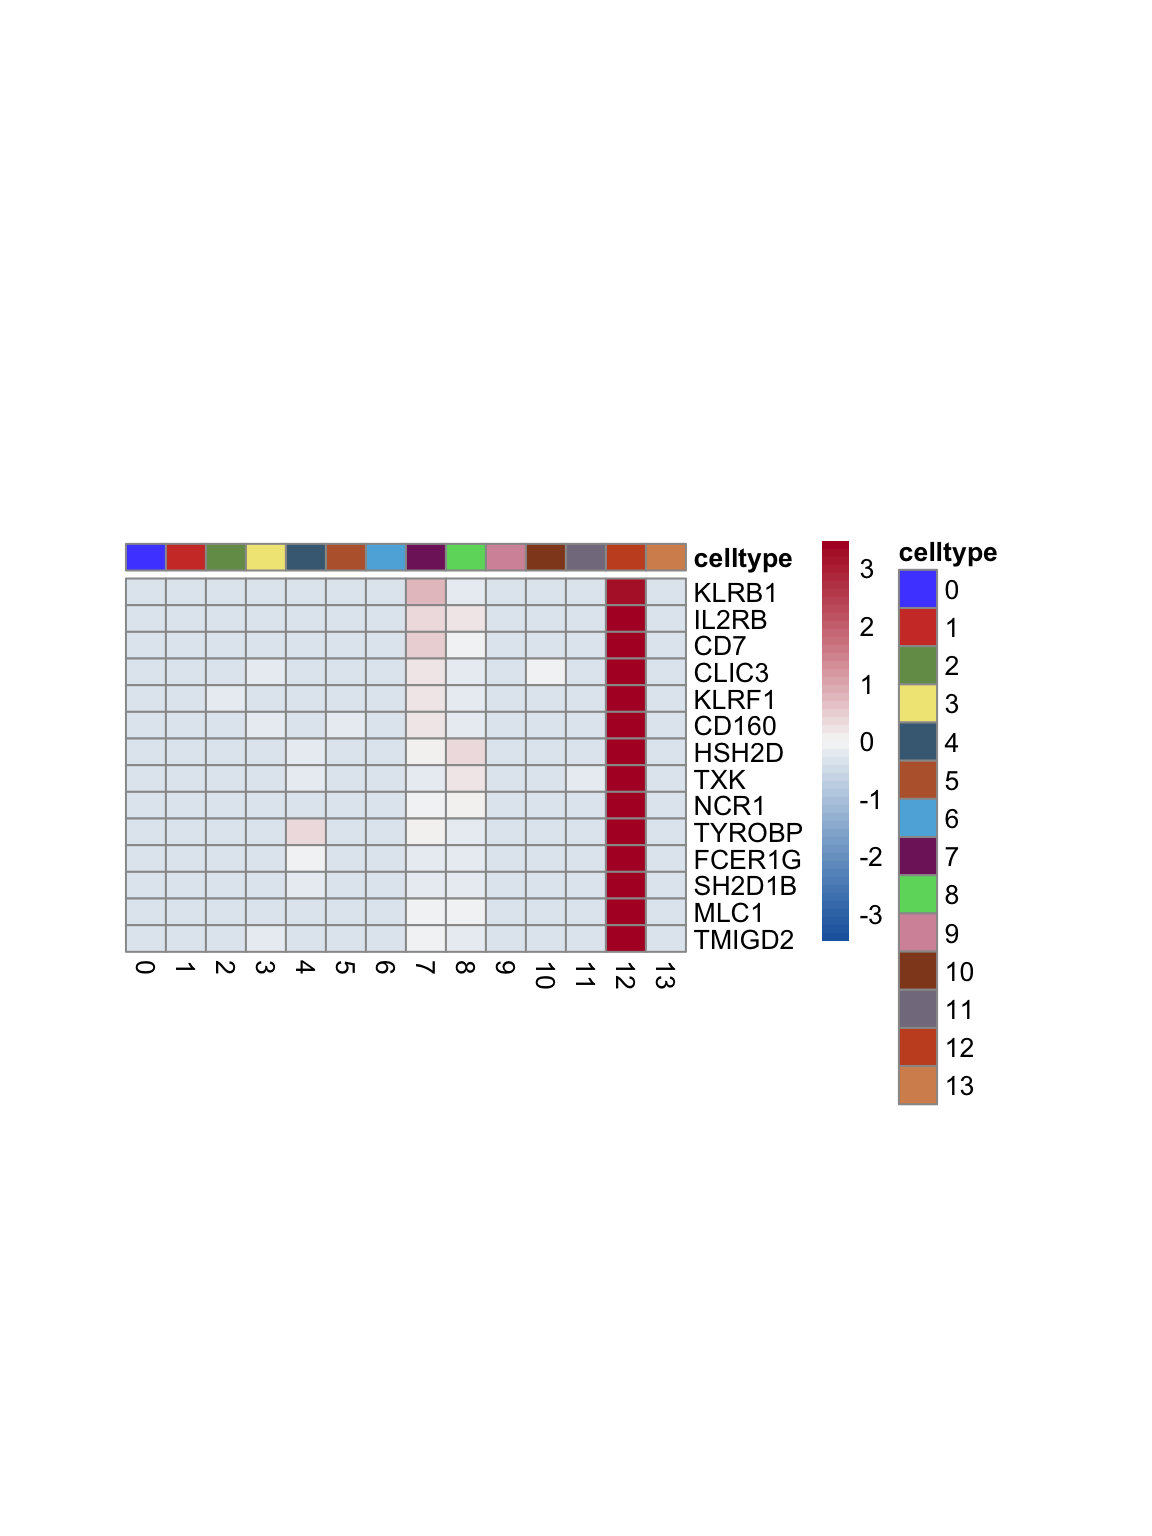 celltype
KLRB1
IL2RB
CD7
CLIC3
KLRF1
CD160
HSH2D
TXK
NCR1
TYROBP
FCER1G
SH2D1B
MLC1
TMIGD2
0 1 2 3 4 5 6 7 8 9 10 11 12 13
3
2
1
0
-1
-2
-3
celltype
0
1
2
3
4
5
6
7
8
9
10
11
12
13